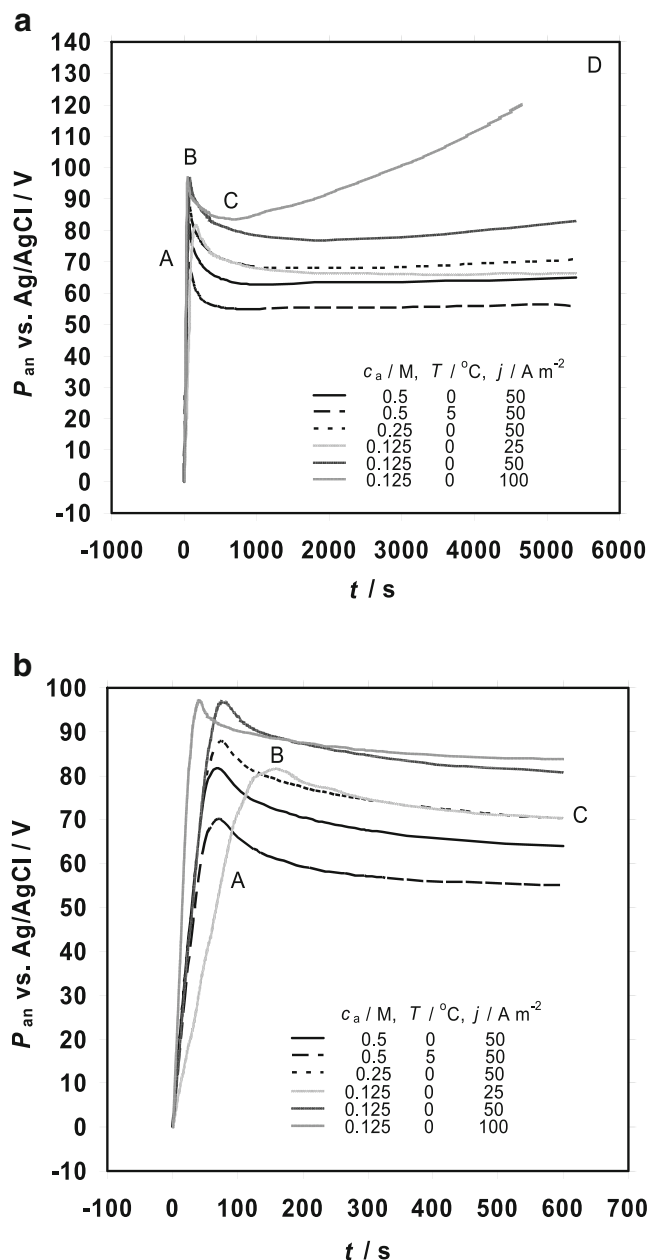 a
140
130
120
110
100
90
80
70
60
50
40
30
20
10
0
-10
P an vs. Ag/AgCl / V
A
B
C
D
c a / M, T / °C, j / A m⁻²
0.5 0 50
0.5 5 50
0.25 0 50
0.125 0 25
0.125 0 50
0.125 0 100
-1000 0 1000 2000 3000 4000 5000 6000
t / s
b
100
90
80
70
60
50
40
30
20
10
0
-10
P an vs. Ag/AgCl / V
B
C
A
c a / M, T / °C, j / A m⁻²
0.5 0 50
0.5 5 50
0.25 0 50
0.125 0 25
0.125 0 50
0.125 0 100
-100 0 100 200 300 400 500 600 700
t / s